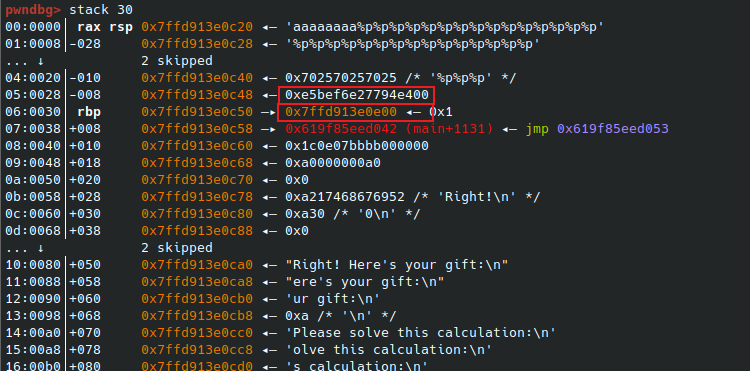 pwndbg> stack 30
00:0000│ rax rsp 0x7ffd913e0c20 ◂— 'aaaaaaaa%p%p%p%p%p%p%p%p%p%p%p%p%p%p%p'
01:0008│-028 0x7ffd913e0c28 ◂— '%p%p%p%p%p%p%p%p%p%p%p%p%p%p%p'
... ↓ 2 skipped
04:0020│-010 0x7ffd913e0c40 ◂— 0x702570257025 /* '%p%p%p' */
05:0028│-008 0x7ffd913e0c48 ◂— 0xe5bef6e27794e400
06:0030│ rbp 0x7ffd913e0c50 —▸ 0x7ffd913e0e00 ◂— 0x1
07:0038│+008 0x7ffd913e0c58 —▸ 0x619f85eed042 (main+1131) ◂— jmp 0x619f85eed053
08:0040│+010 0x7ffd913e0c60 ◂— 0x1c0e07bbbb000000
09:0048│+018 0x7ffd913e0c68 ◂— 0xa0000000a0
0a:0050│+020 0x7ffd913e0c70 ◂— 0x0
0b:0058│+028 0x7ffd913e0c78 ◂— 0xa217468676952 /* 'Right!\n' */
0c:0060│+030 0x7ffd913e0c80 ◂— 0xa30 /* '0\n' */
0d:0068│+038 0x7ffd913e0c88 ◂— 0x0
... ↓ 2 skipped
10:0080│+050 0x7ffd913e0ca0 ◂— "Right! Here's your gift:\n"
11:0088│+058 0x7ffd913e0ca8 ◂— "ere's your gift:\n"
12:0090│+060 0x7ffd913e0cb0 ◂— 'ur gift:\n'
13:0098│+068 0x7ffd913e0cb8 ◂— 0xa /* '\n' */
14:00a0│+070 0x7ffd913e0cc0 ◂— 'Please solve this calculation:\n'
15:00a8│+078 0x7ffd913e0cc8 ◂— 'olve this calculation:\n'
16:00b0│+080 0x7ffd913e0cd0 ◂— 's calculation:\n'